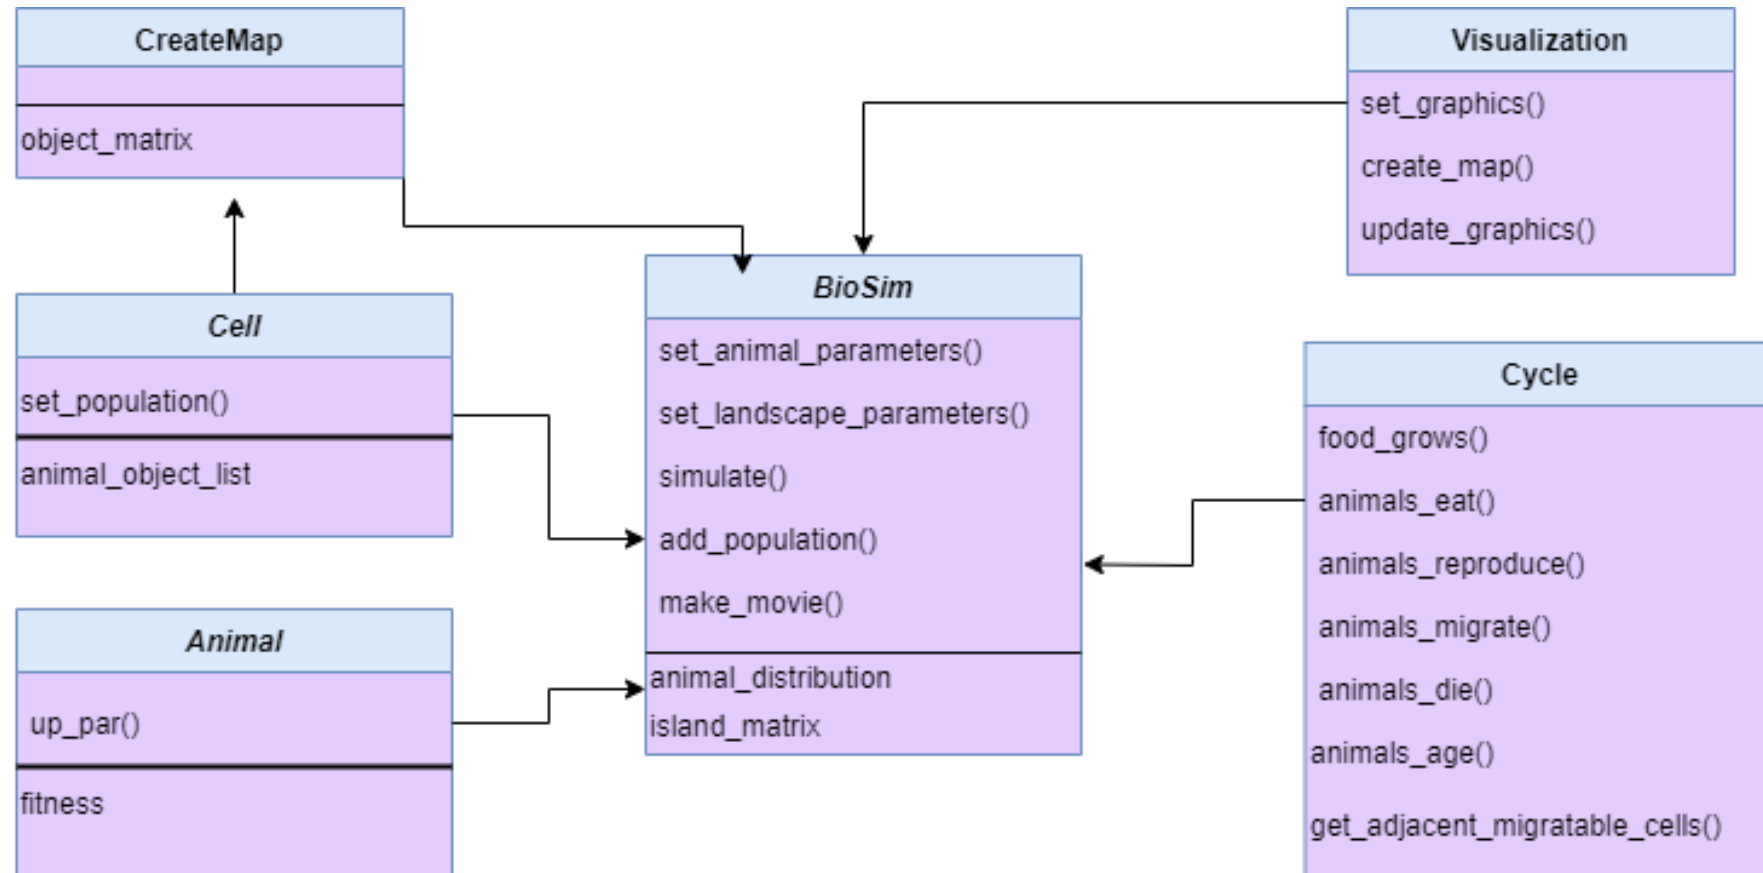 CreateMap
object_matrix
Visualization
set_graphics()
create_map()
update_graphics()
Cell
set_population()
animal_object_list
BioSim
set_animal_parameters()
set_landscape_parameters()
simulate()
add_population()
make_movie()
animal_distribution
island_matrix
Cycle
food_grows()
animals_eat()
animals_reproduce()
animals_migrate()
animals_die()
animals_age()
get_adjacent_migratable_cells()
Animal
up_par()
fitness